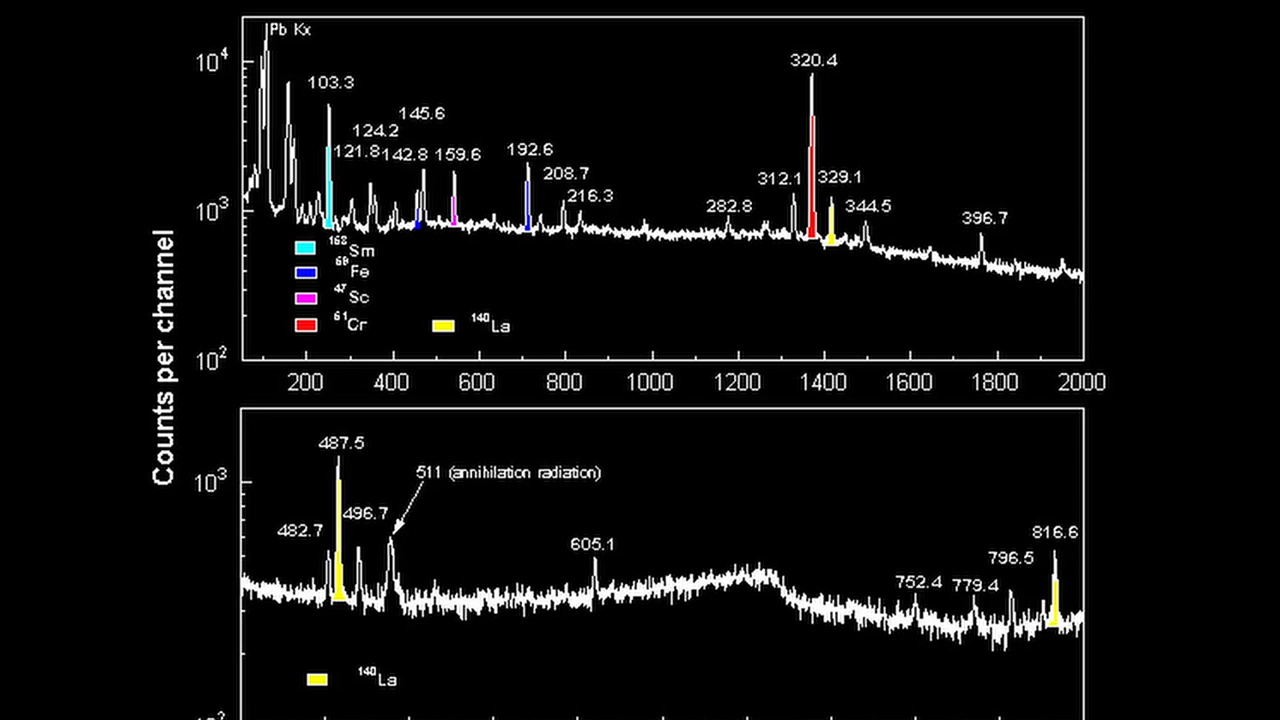 Pb Kx
10⁴
320.4
103.3
145.6
124.2
121.8 142.8 159.6
192.6
208.7
216.3
312.1 329.1
282.8
344.5
396.7
10³
Sm
Fe
⁴⁷Sc
Cr
¹⁴⁰La
10²
200 400 600 800 1000 1200 1400 1600 1800 2000
Counts per channel
487.5
511 (annihilation radiation)
10³
496.7
482.7
605.1
816.6
796.5
752.4 779.4
¹⁴⁰La